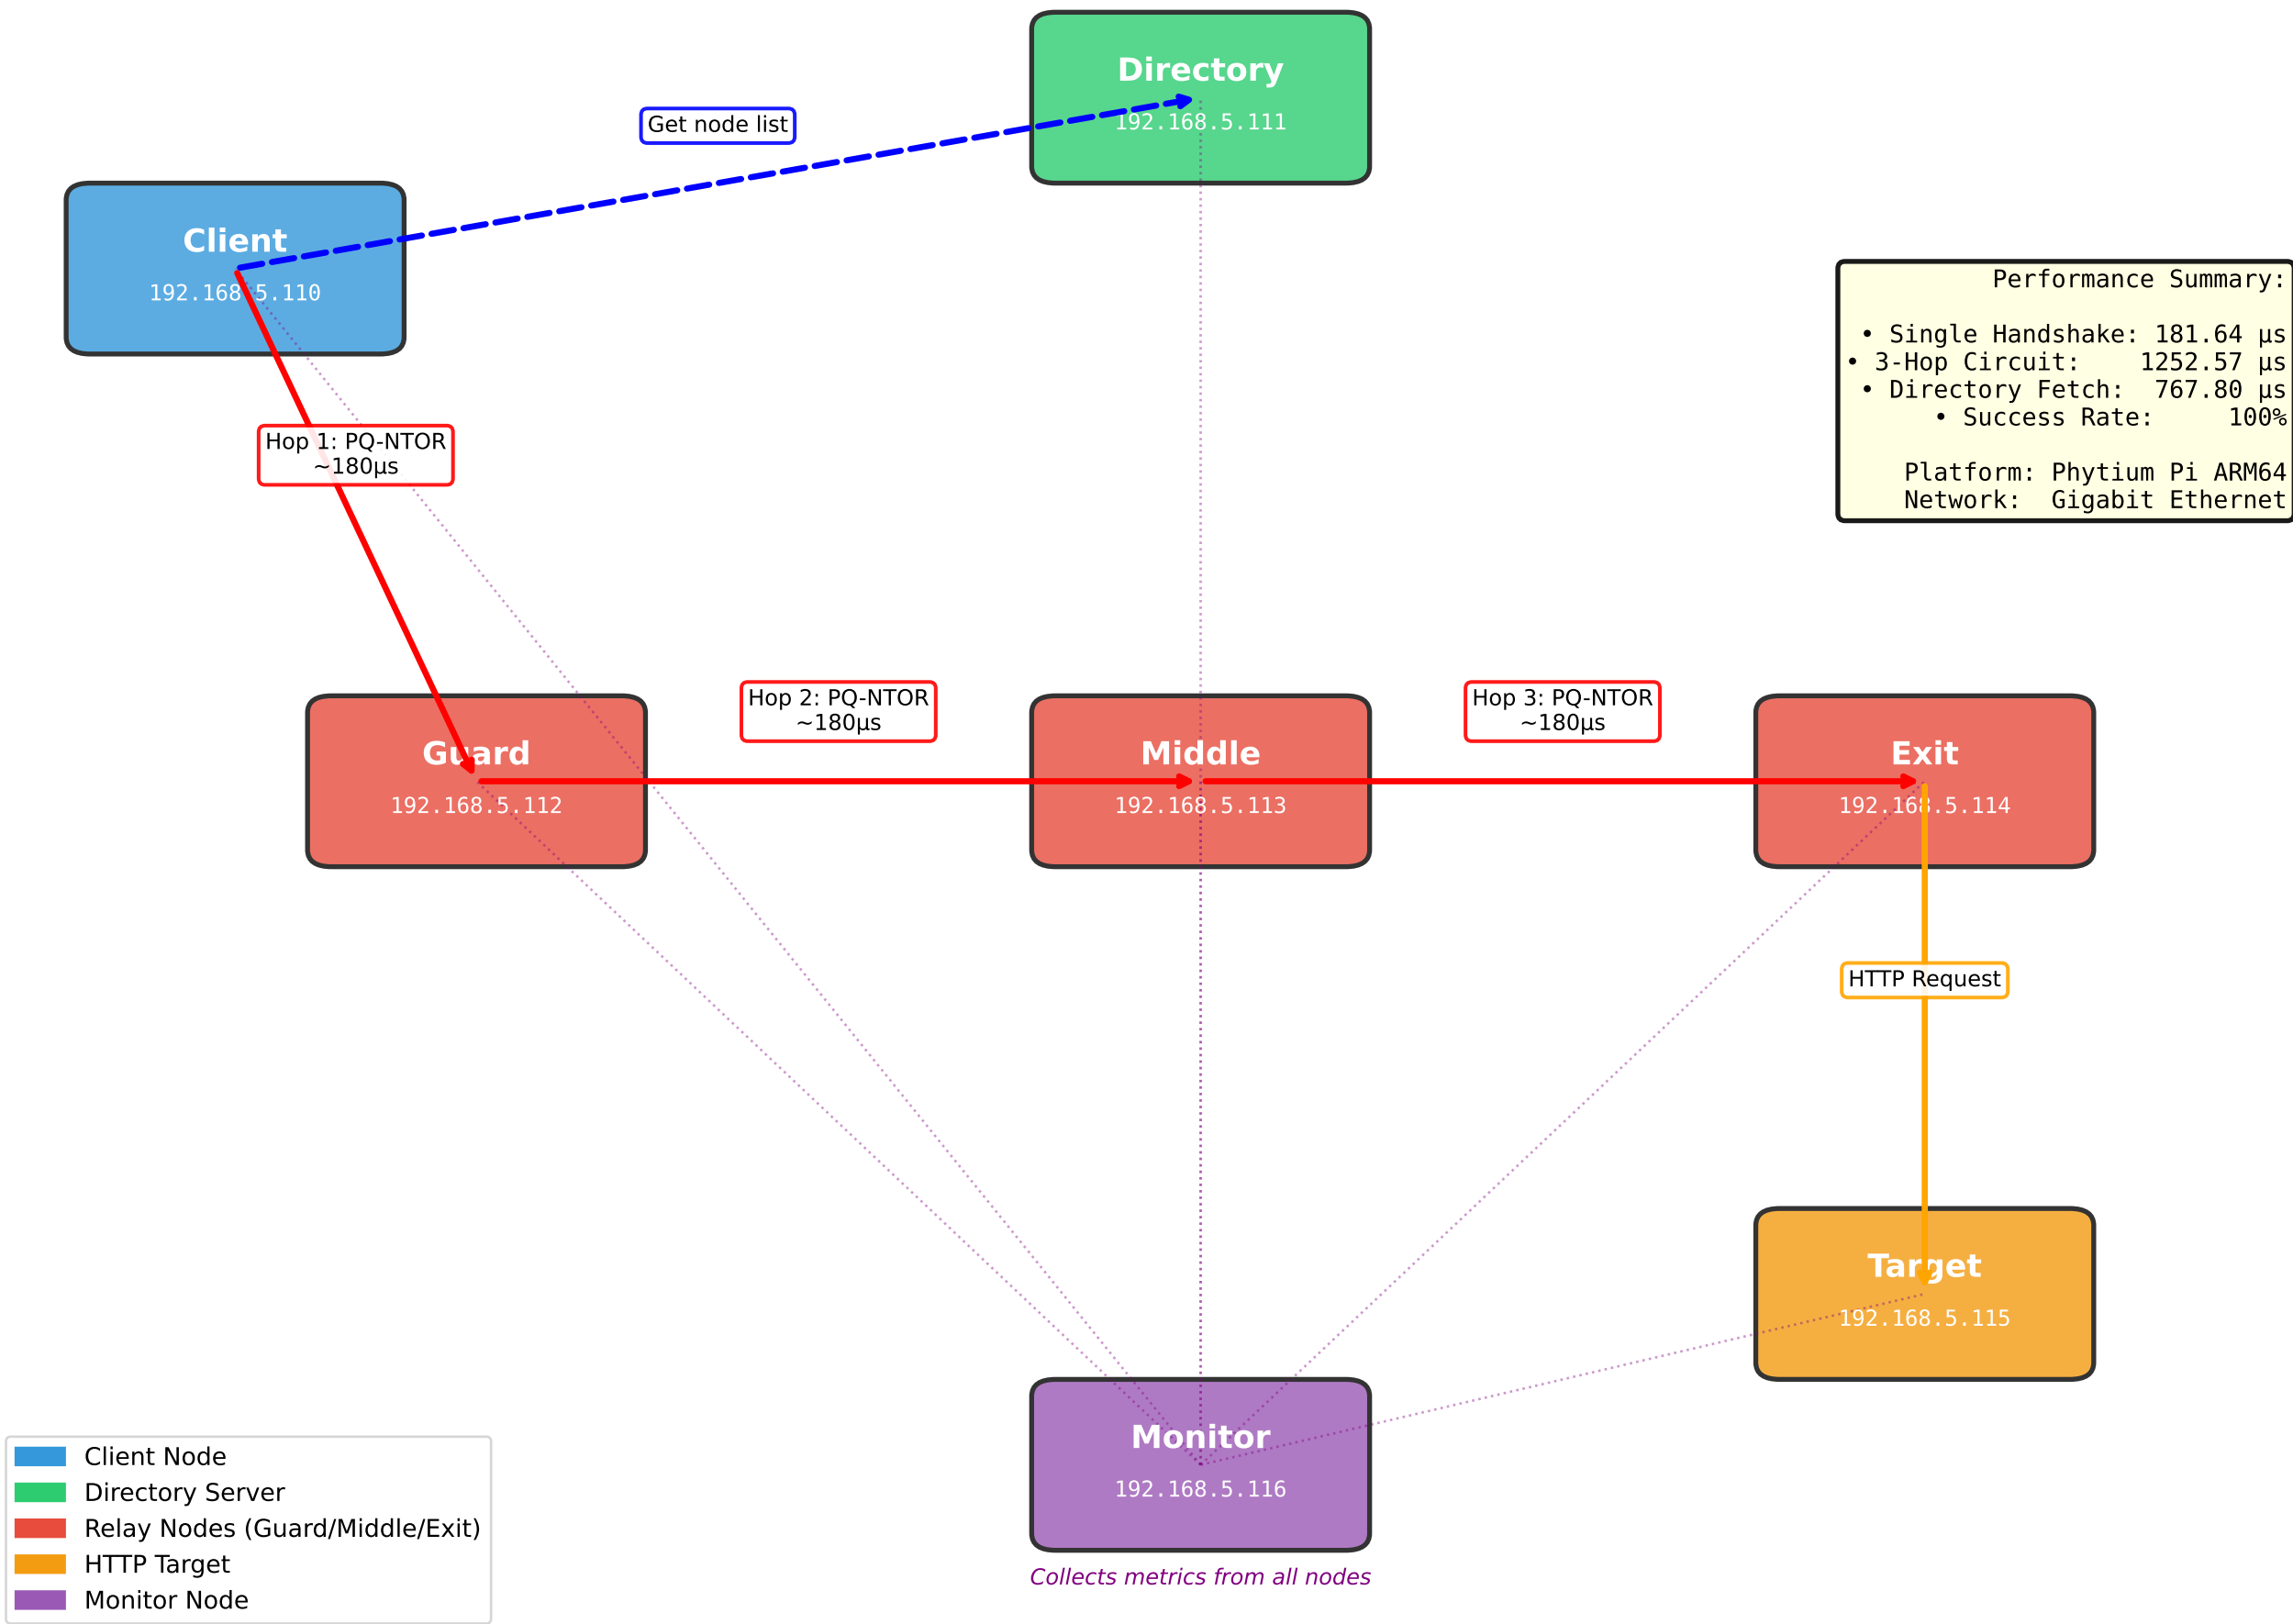 Directory
192.168.5.111
Get node list
Client
192.168.5.110
Performance Summary:
• Single Handshake: 181.64 µs
• 3-Hop Circuit:    1252.57 µs
• Directory Fetch:  767.80 µs
• Success Rate:     100%
Platform: Phytium Pi ARM64
Network:  Gigabit Ethernet
Hop 1: PQ-NTOR
~180µs
Hop 2: PQ-NTOR
~180µs
Hop 3: PQ-NTOR
~180µs
Guard
192.168.5.112
Middle
192.168.5.113
Exit
192.168.5.114
HTTP Request
Target
192.168.5.115
Monitor
192.168.5.116
Collects metrics from all nodes
Client Node
Directory Server
Relay Nodes (Guard/Middle/Exit)
HTTP Target
Monitor Node